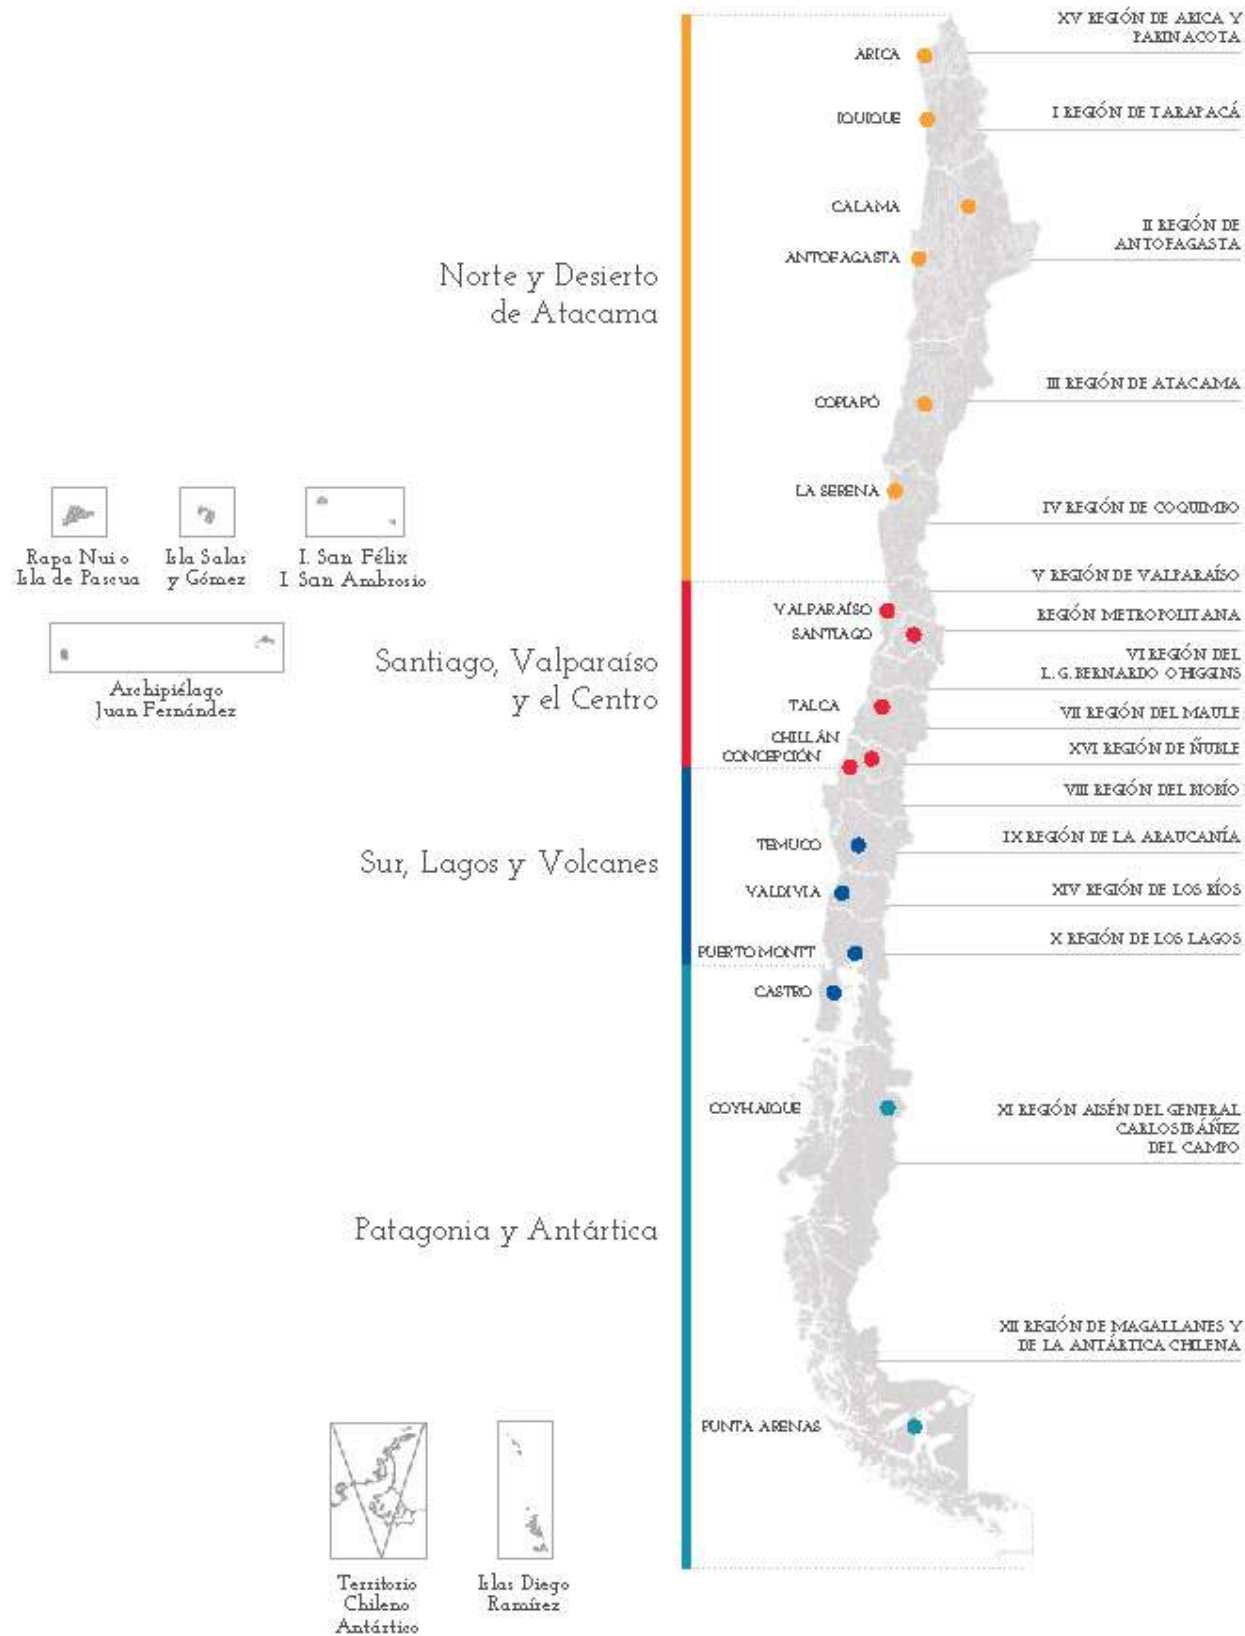 XV REGIÓN DE ARICA Y
PARINACOTA
ARICA
I REGIÓN DE TARAPACÁ
IQUIQUE
CALAMA
II REGIÓN DE
ANTOFAGASTA
ANTOFAGASTA
Norte y Desierto
de Atacama
III REGIÓN DE ATACAMA
COPIAPÓ
LA SERENA
IV REGIÓN DE COQUIMBO
Rapa Nui o
Isla de Pascua
Isla Salas
y Gómez
I. San Félix
I. San Ambrosio
V REGIÓN DE VALPARAÍSO
VALPARAÍSO
REGIÓN METROPOLITANA
SANTIAGO
Santiago, Valparaíso
y el Centro
VI REGIÓN DEL
L. G. BERNARDO O'HIGGINS
Archipiélago
Juan Fernández
TALCA
VII REGIÓN DEL MAULE
CHILLÁN
CONCEPCIÓN
XVI REGIÓN DE ÑUBLE
VIII REGIÓN DEL BIOBÍO
Sur, Lagos y Volcanes
TEMUCO
IX REGIÓN DE LA ARAUCANÍA
VALDIVIA
XIV REGIÓN DE LOS RÍOS
PUERTO MONTT
X REGIÓN DE LOS LAGOS
CASTRO
COYHAIQUE
XI REGIÓN AISÉN DEL GENERAL
CARLOS IBÁÑEZ
DEL CAMPO
Patagonia y Antártica
XII REGIÓN DE MAGALLANES Y
DE LA ANTÁRTICA CHILENA
PUNTA ARENAS
Territorio
Chileno
Antártico
Islas Diego
Ramírez